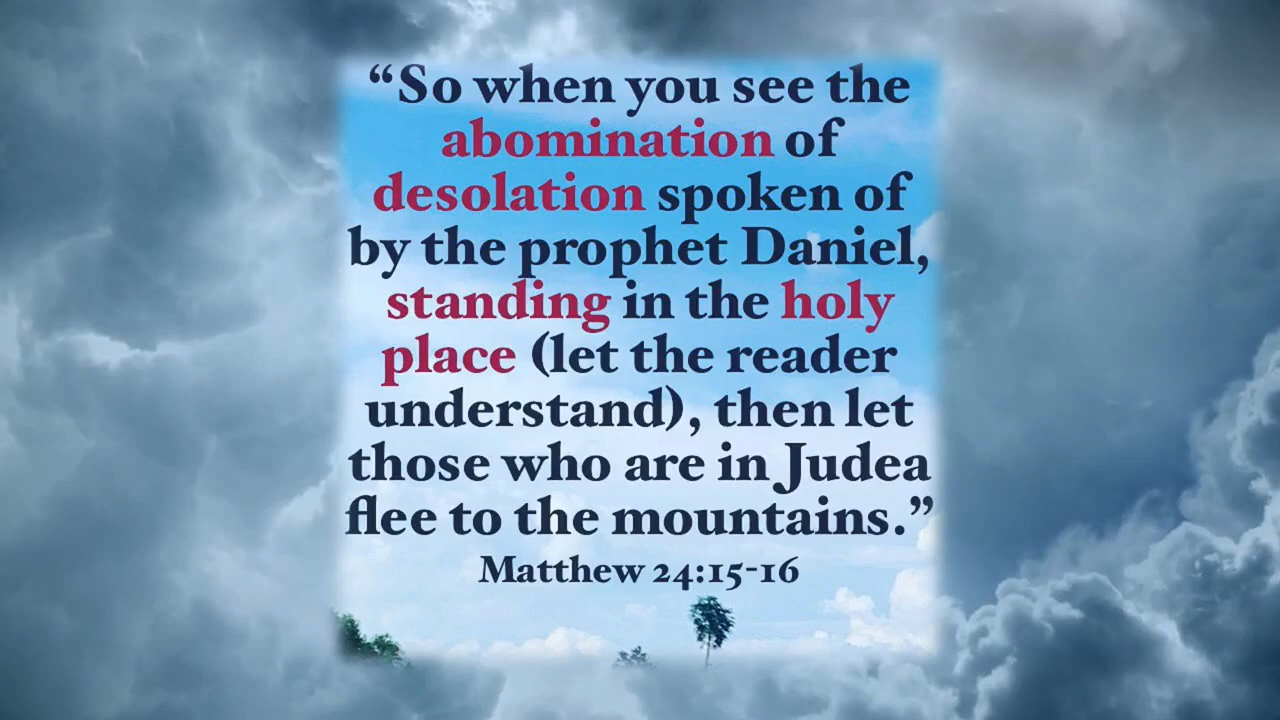 “So when you see the
abomination of
desolation spoken of
by the prophet Daniel,
standing in the holy
place (let the reader
understand), then let
those who are in Judea
flee to the mountains.”
Matthew 24:15-16